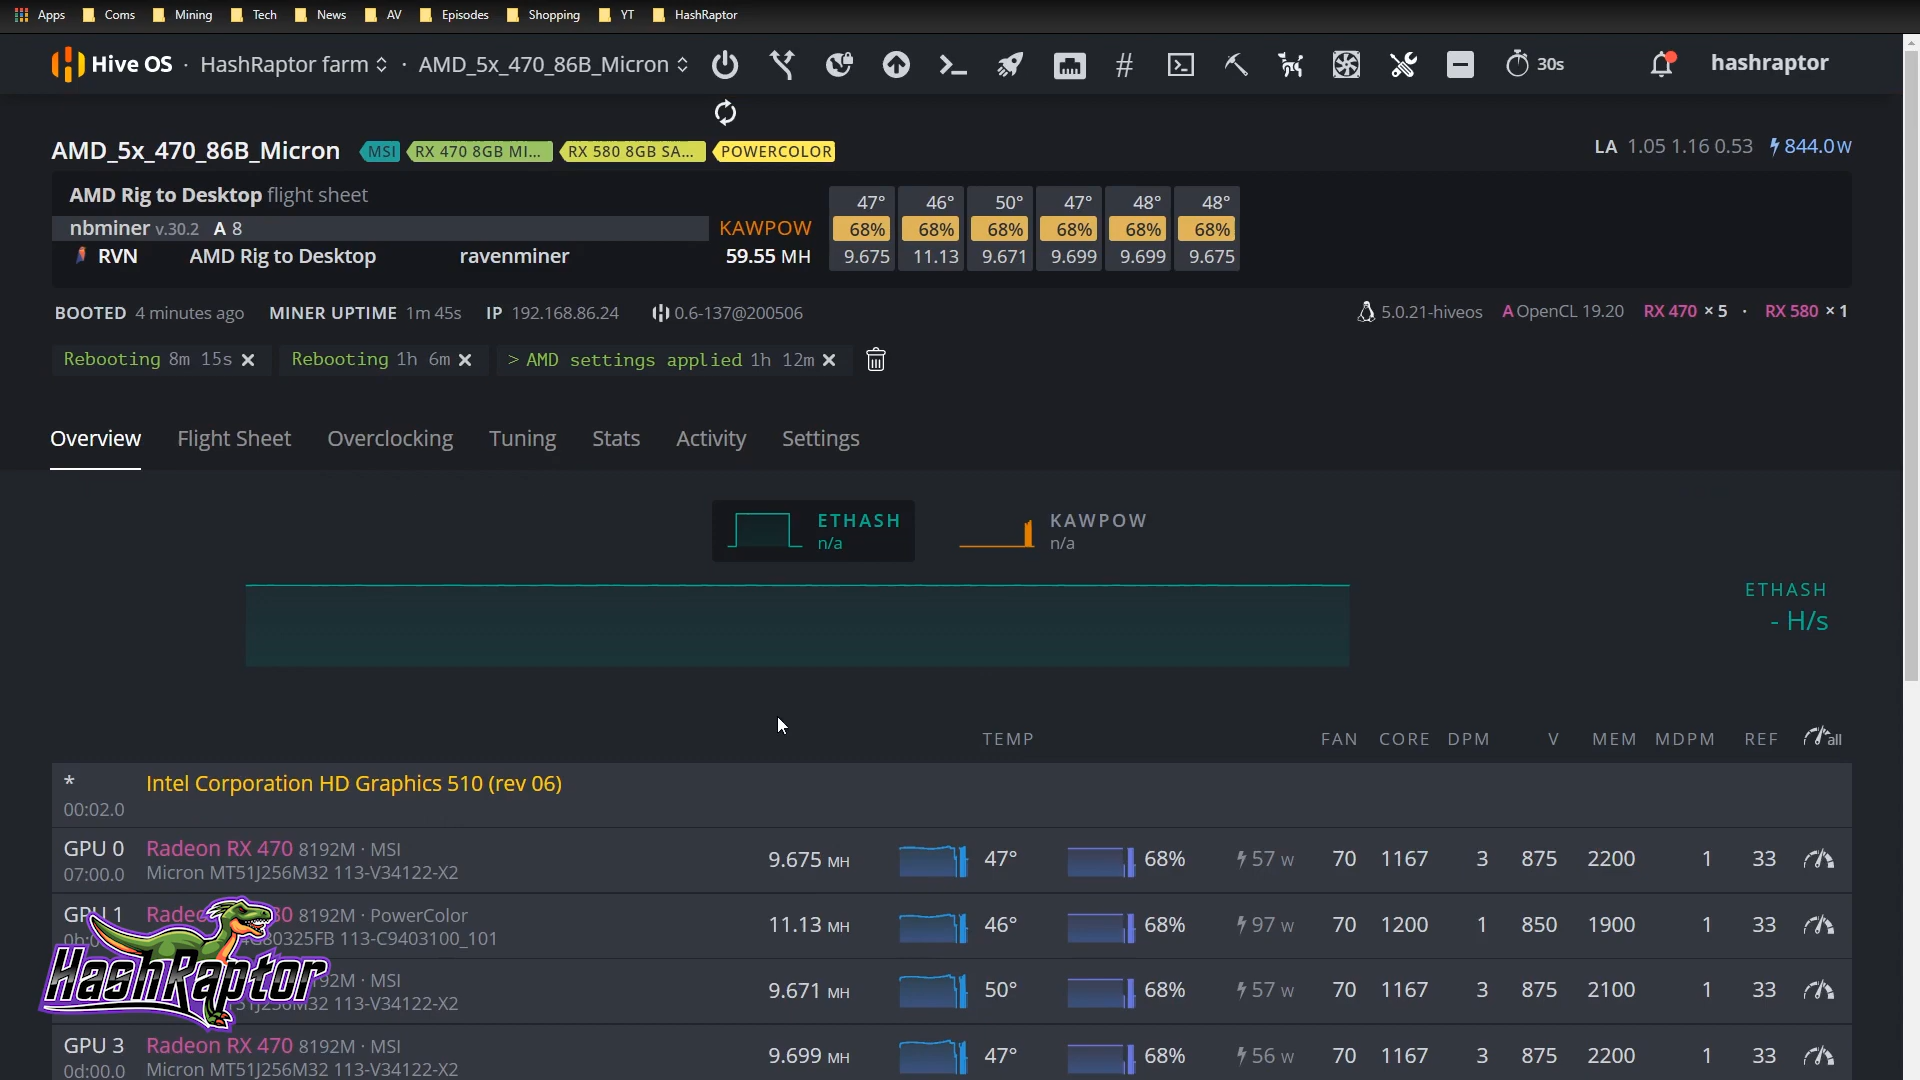 Apps Coms Mining Tech News AV Episodes Shopping YT HashRaptor
Hive OS · HashRaptor farm · AMD_5x_470_86B_Micron 30s hashraptor
AMD_5x_470_86B_Micron MSI RX 470 8GB MI... RX 580 8GB SA... POWERCOLOR LA 1.05 1.16 0.53 844.0 W
AMD Rig to Desktop flight sheet 47° 46° 50° 47° 48° 48°
nbminer v.30.2 A 8 KAWPOW 68% 68% 68% 68% 68% 68%
RVN AMD Rig to Desktop ravenminer 59.55 MH 9.675 11.13 9.671 9.699 9.699 9.675
BOOTED 4 minutes ago MINER UPTIME 1m 45s IP 192.168.86.24 0.6-137@200506 5.0.21-hiveos A OpenCL 19.20 RX 470 × 5 · RX 580 × 1
Rebooting 8m 15s × Rebooting 1h 6m × > AMD settings applied 1h 12m ×
Overview Flight Sheet Overclocking Tuning Stats Activity Settings
ETHASH KAWPOW
n/a n/a
ETHASH
- H/s
TEMP FAN CORE DPM V MEM MDPM REF all
* Intel Corporation HD Graphics 510 (rev 06)
00:02.0
GPU 0 Radeon RX 470 8192M · MSI 9.675 MH 47° 68% 57 W 70 1167 3 875 2200 1 33
07:00.0 Micron MT51J256M32 113-V34122-X2
GPU 1 Rade 80 8192M · PowerColor 11.13 MH 46° 68% 97 W 70 1200 1 850 1900 1 33
80325FB 113-C9403100_101
92M · MSI 9.671 MH 50° 68% 57 W 70 1167 3 875 2100 1 33
51J256M32 113-V34122-X2
HashRaptor
GPU 3 Radeon RX 470 8192M · MSI 9.699 MH 47° 68% 56 W 70 1167 3 875 2200 1 33
0d:00.0 Micron MT51J256M32 113-V34122-X2